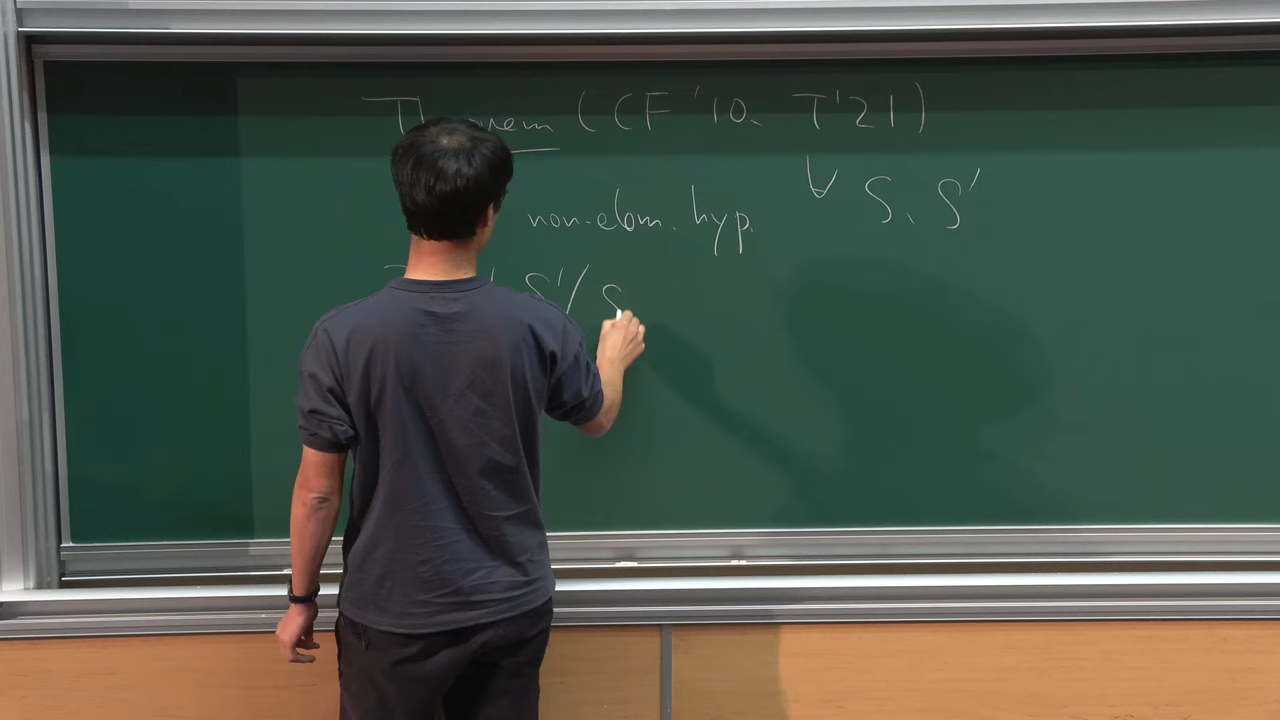 Theorem (CF '10, T '21)
non-elem. hyp. ∀ S, S'
S'/S